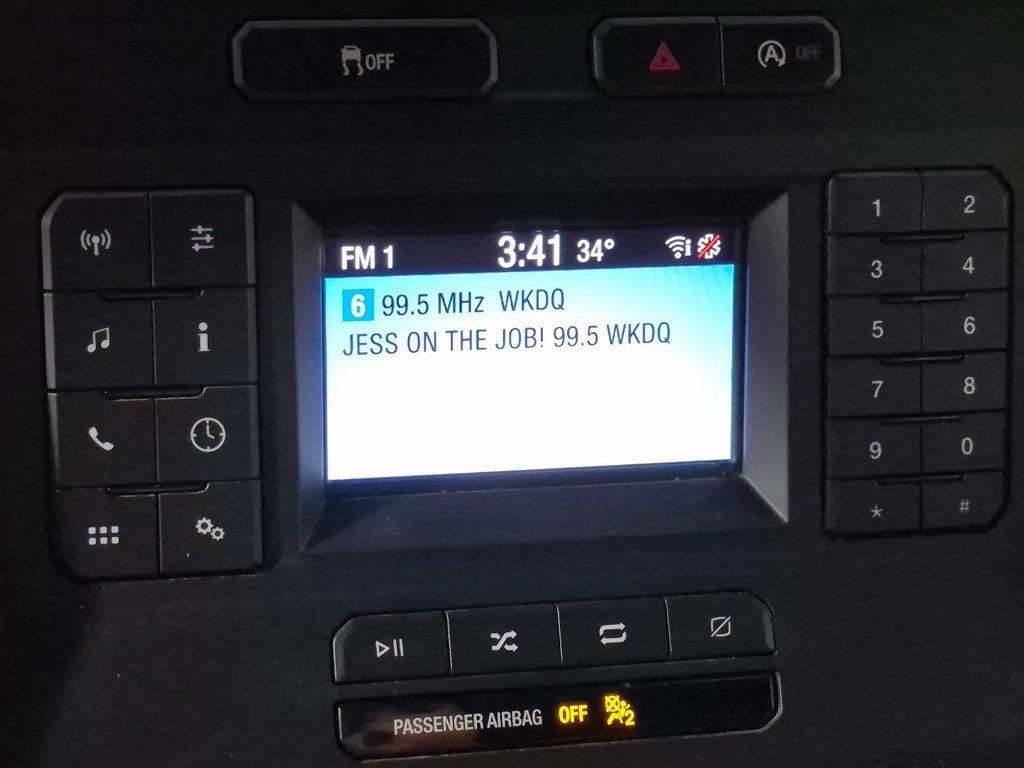 OFF
A OFF
FM 1 3:41 34°
6 99.5 MHz WKDQ
JESS ON THE JOB! 99.5 WKDQ
i
1 2
3 4
5 6
7 8
9 0
* #
PASSENGER AIRBAG OFF 2